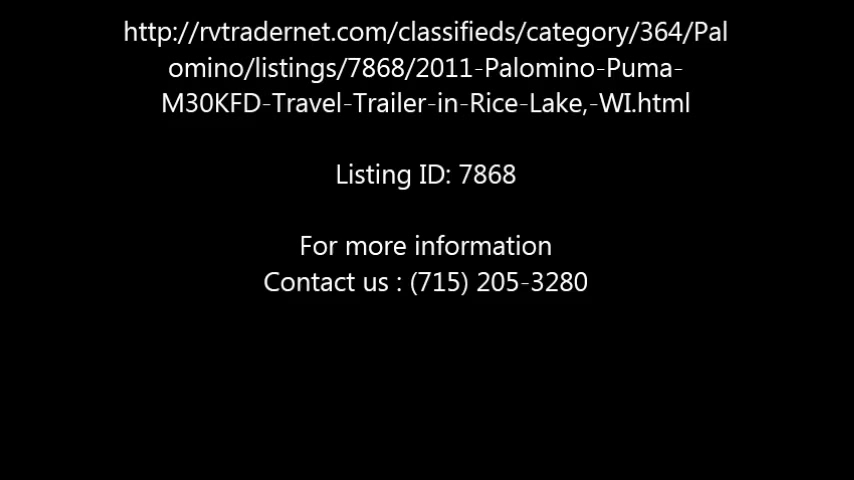 http://rvtradernet.com/classifieds/category/364/Pal
omino/listings/7868/2011-Palomino-Puma-
M30KFD-Travel-Trailer-in-Rice-Lake,-WI.html
Listing ID: 7868
For more information
Contact us : (715) 205-3280